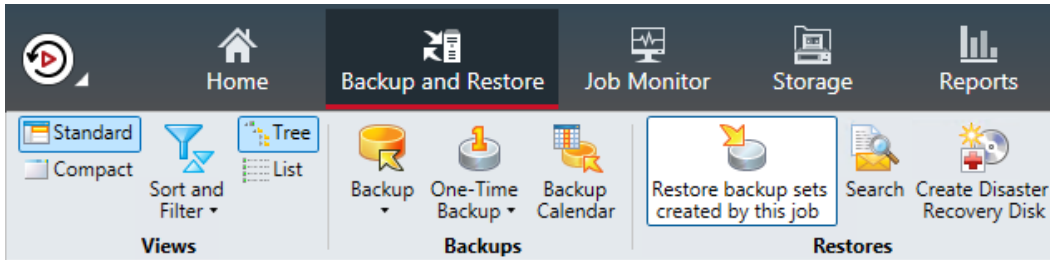 Home
Backup and Restore
Job Monitor
Storage
Reports
Standard
Compact
Sort and
Filter
Tree
List
Views
Backup
One-Time
Backup
Backup
Calendar
Backups
Restore backup sets
created by this job
Search
Create Disaster
Recovery Disk
Restores